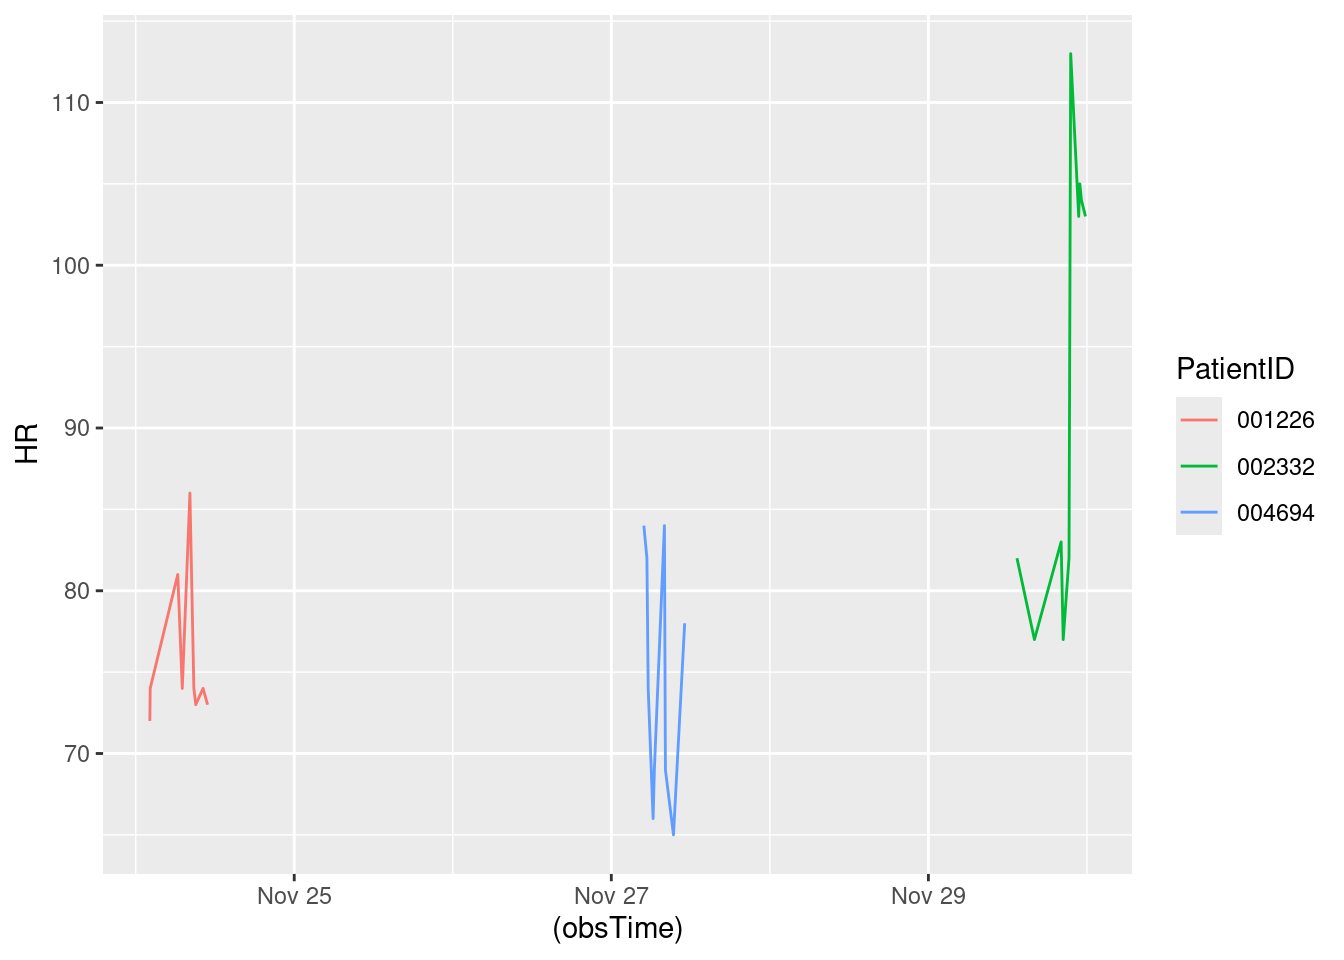 110
100
90
80
70
HR
Nov 25
Nov 27
Nov 29
(obsTime)
PatientID
001226
002332
004694